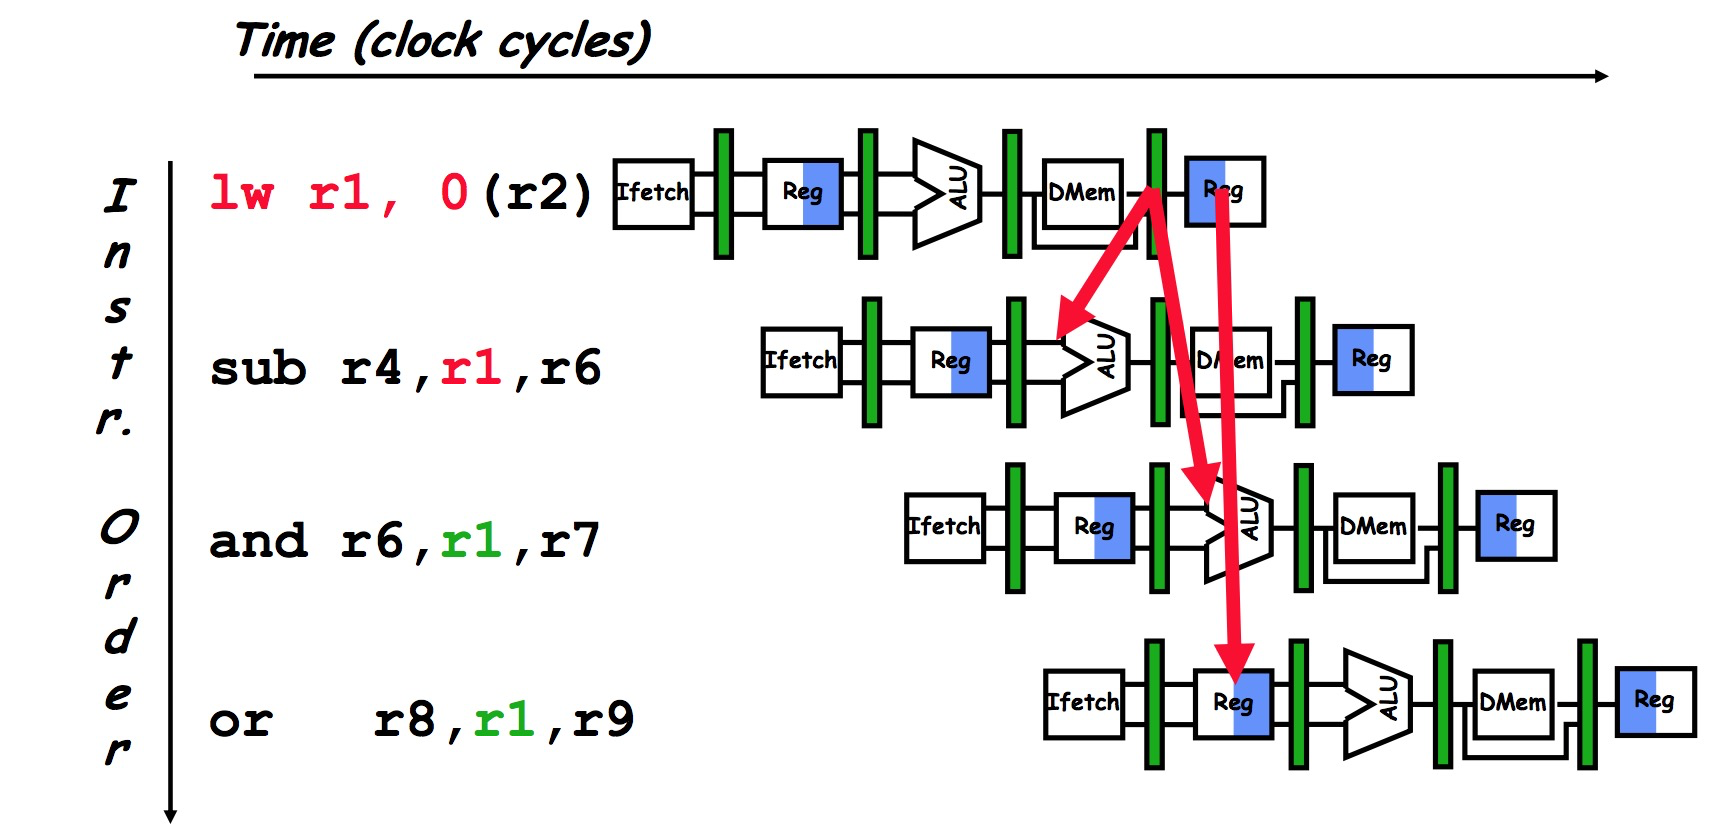 Time (clock cycles)
Instr. Order
lw r1, 0(r2)
Ifetch Reg ALU DMem Reg
sub r4,r1,r6
Ifetch Reg ALU DMem Reg
and r6,r1,r7
Ifetch Reg ALU DMem Reg
or r8,r1,r9
Ifetch Reg ALU DMem Reg